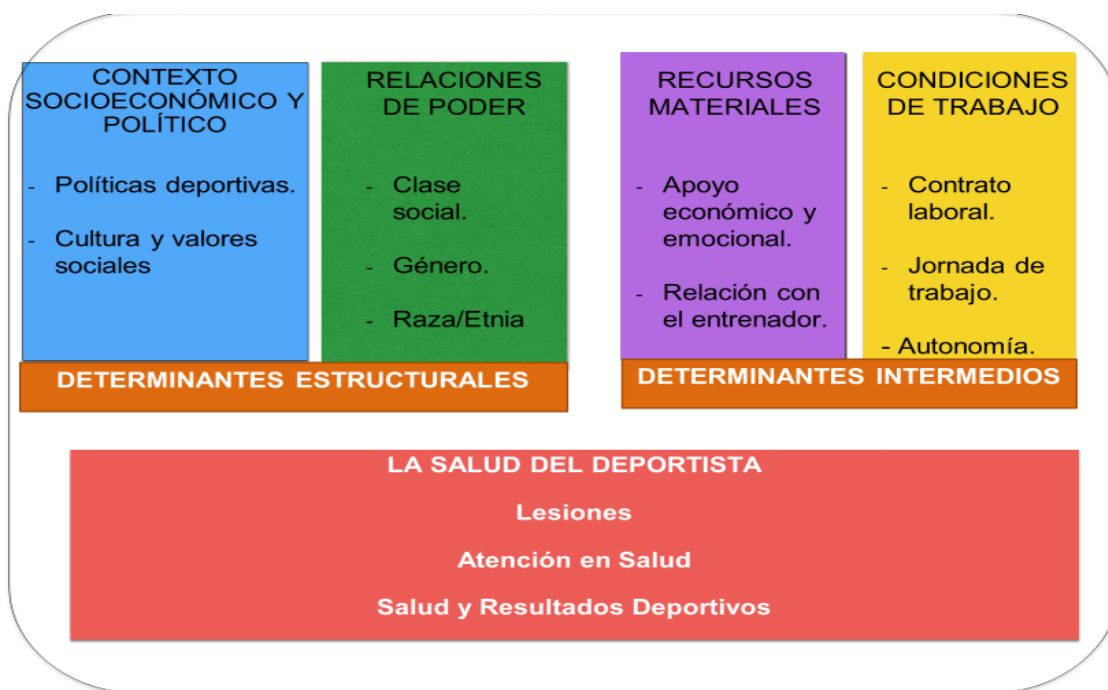 CONTEXTO
SOCIOECONÓMICO Y
POLÍTICO
- Políticas deportivas.
- Cultura y valores
sociales
RELACIONES
DE PODER
- Clase
social.
- Género.
- Raza/Etnia
DETERMINANTES ESTRUCTURALES
RECURSOS
MATERIALES
- Apoyo
económico y
emocional.
- Relación con
el entrenador.
CONDICIONES
DE TRABAJO
- Contrato
laboral.
- Jornada de
trabajo.
- Autonomía.
DETERMINANTES INTERMEDIOS
LA SALUD DEL DEPORTISTA
Lesiones
Atención en Salud
Salud y Resultados Deportivos